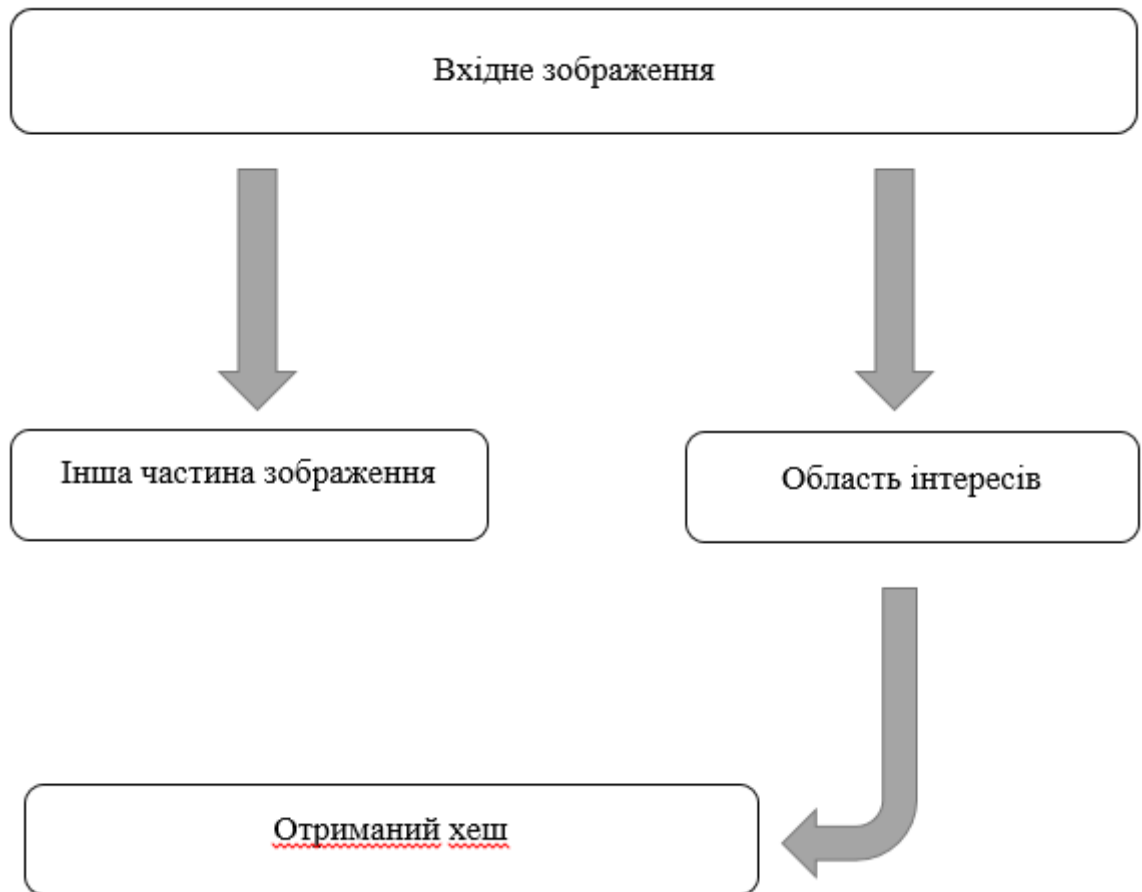 Вхідне зображення
Інша частина зображення
Область інтересів
Отриманий хеш